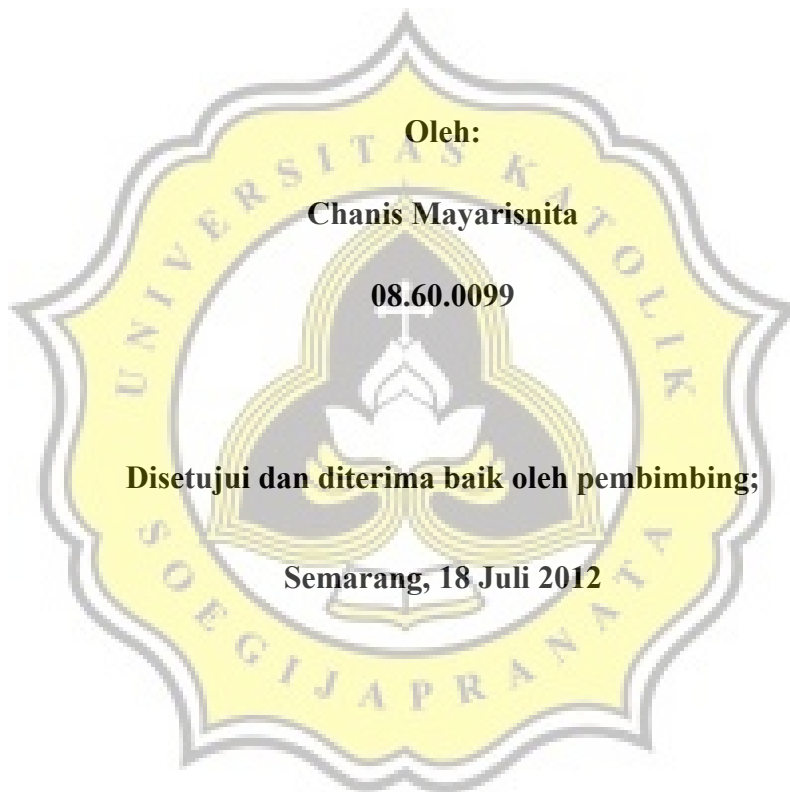 Oleh:
Chanis Mayarisnita
08.60.0099
Disetujui dan diterima baik oleh pembimbing;
Semarang, 18 Juli 2012
UNIVERSITAS KATOLIK
SOEGIJAPRANATA